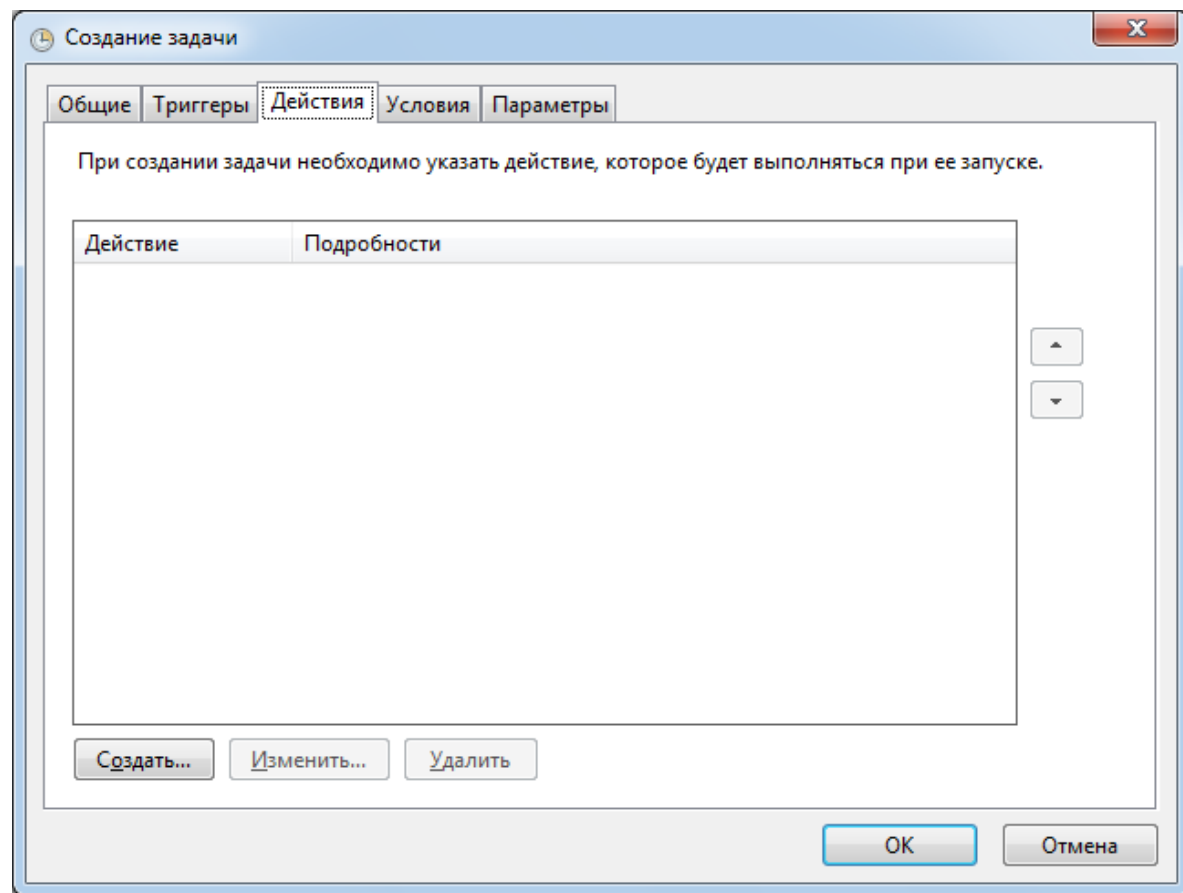 Создание задачи
Общие Триггеры Действия Условия Параметры
При создании задачи необходимо указать действие, которое будет выполняться при ее запуске.
Действие Подробности
Создать... Изменить... Удалить
ОК Отмена